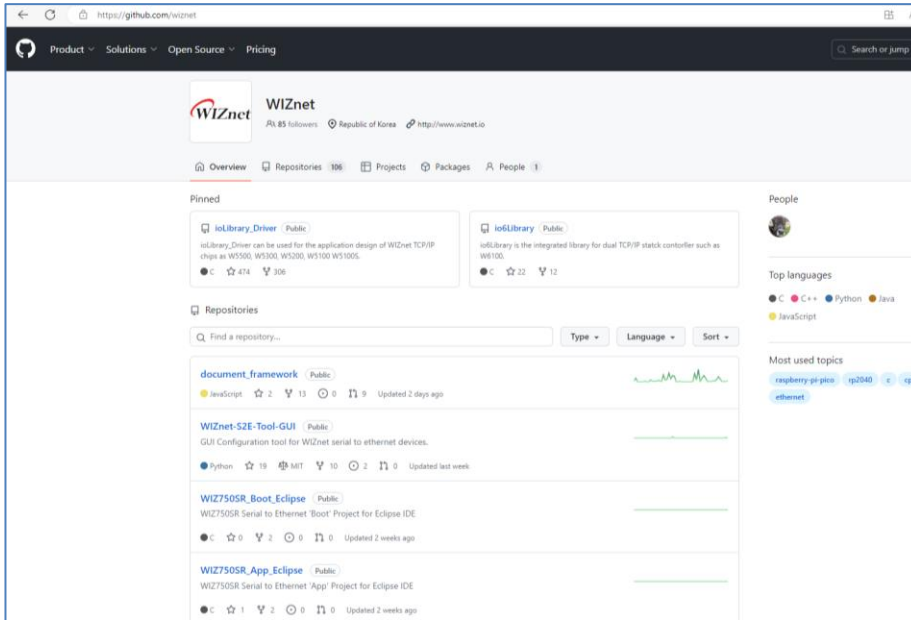 https://github.com/wiznet
Product Solutions Open Source Pricing
Search or jump
WIZnet
WIZnet
85 followers Republic of Korea http://www.wiznet.io
Overview Repositories 106 Projects Packages People 1
Pinned
ioLibrary_Driver Public
ioLibrary_Driver can be used for the application design of WIZnet TCP/IP
chips as W5500, W5300, W5200, W5100 W5100S.
C 474 306
io6Library Public
io6Library is the integrated library for dual TCP/IP statck contorller such as
W6100.
C 22 12
People
Top languages
C C++ Python Java
JavaScript
Most used topics
raspberry-pi-pico rp2040 c
ethernet
Repositories
Find a repository...
Type Language Sort
document_framework Public
JavaScript 2 13 0 9 Updated 2 days ago
WIZnet-S2E-Tool-GUI Public
GUI Configuration tool for WIZnet serial to ethernet devices.
Python 19 MIT 10 2 0 Updated last week
WIZ750SR_Boot_Eclipse Public
WIZ750SR Serial to Ethernet 'Boot' Project for Eclipse IDE
C 0 2 0 0 Updated 2 weeks ago
WIZ750SR_App_Eclipse Public
WIZ750SR Serial to Ethernet 'App' Project for Eclipse IDE
C 1 2 0 0 Updated 2 weeks ago